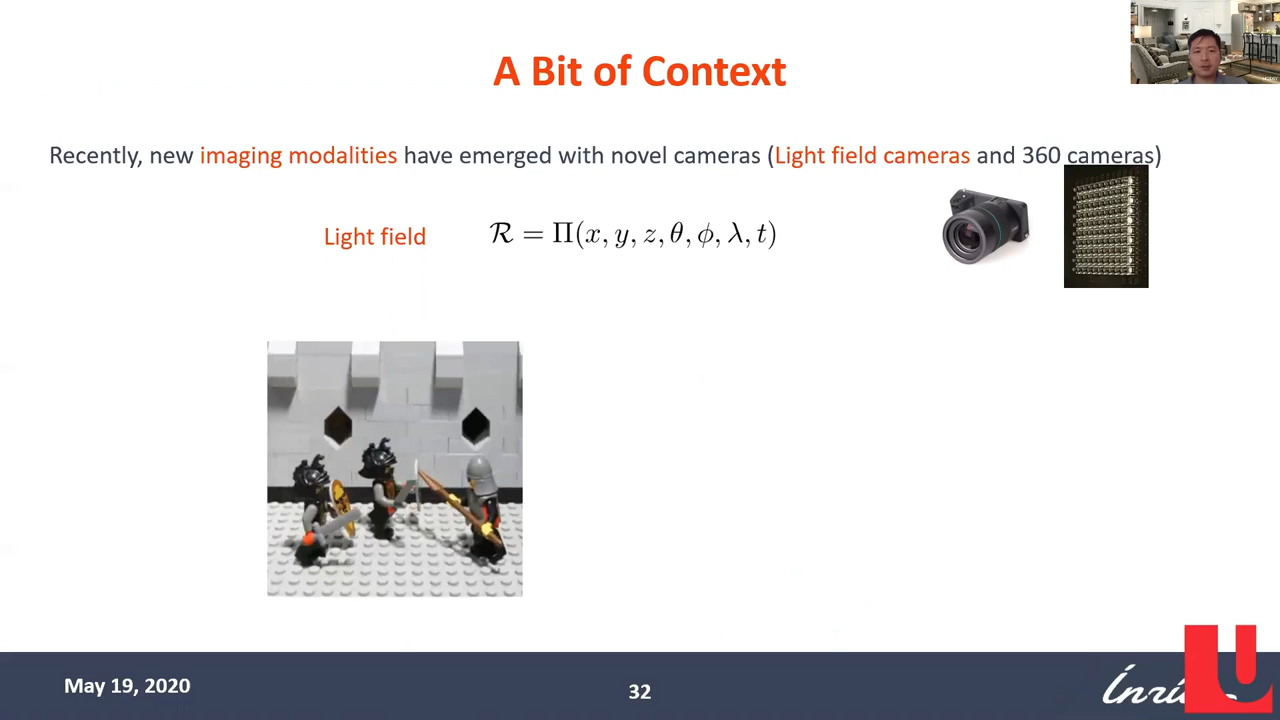 A Bit of Context
Recently, new imaging modalities have emerged with novel cameras (Light field cameras and 360 cameras)
Light field R = Π(x, y, z, θ, ϕ, λ, t)
May 19, 2020
32